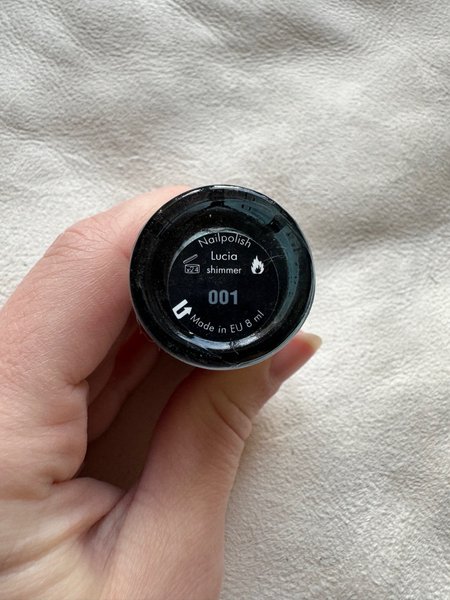 Nailpolish
Lucia
shimmer
001
Made in EU 8 ml